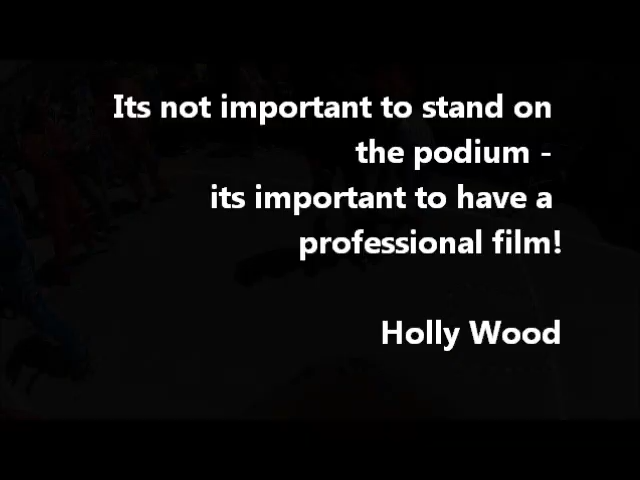 Its not important to stand on
the podium -
its important to have a
professional film!
Holly Wood